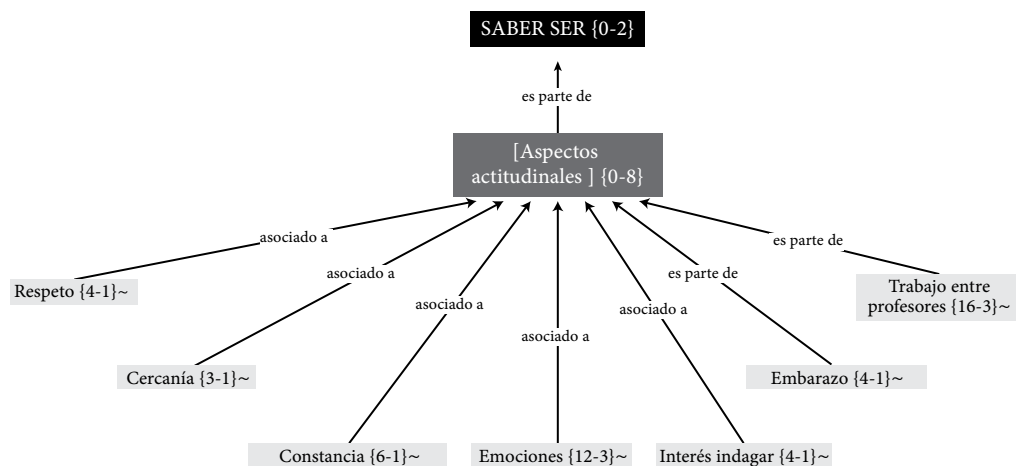 SABER SER {0-2}
es parte de
[Aspectos
actitudinales ] {0-8}
asociado a
es parte de
asociado a
es parte de
Respeto {4-1}~
Trabajo entre
profesores {16-3}~
asociado a
asociado a
asociado a
Cercanía {3-1}~
Embarazo {4-1}~
Constancia {6-1}~
Emociones {12-3}~
Interés indagar {4-1}~